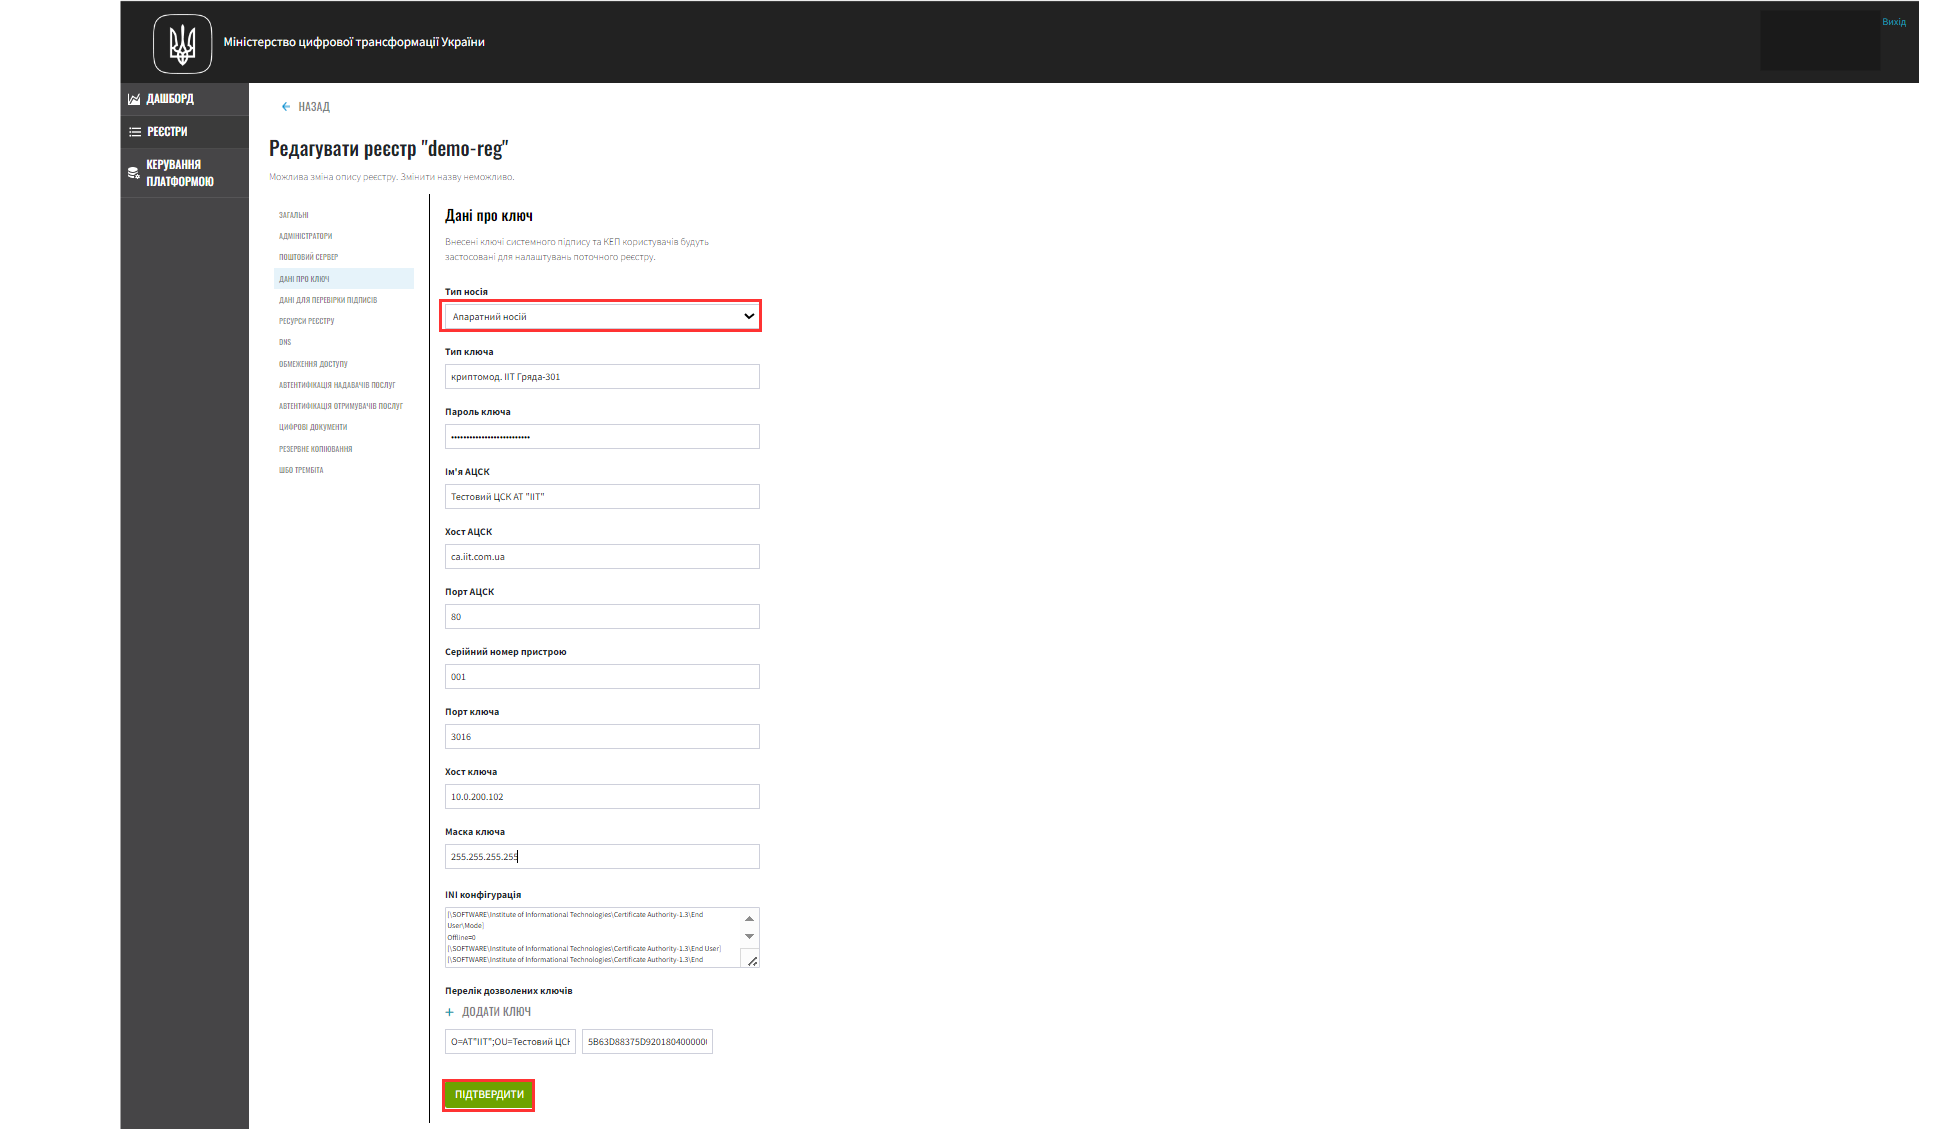 Міністерство цифрової трансформації України
Вихід
ДАШБОРД
РЕЄСТРИ
КЕРУВАННЯ
ПЛАТФОРМОЮ
НАЗАД
Редагувати реєстр "demo-reg"
Можлива зміна опису реєстру. Змінити назву неможливо.
ЗАГАЛЬНІ
АДМІНІСТРАТОРИ
ПОШТОВИЙ СЕРВЕР
ДАНІ ПРО КЛЮЧ
ДАНІ ДЛЯ ПЕРЕВІРКИ ПІДПИСІВ
РЕСУРСИ РЕЄСТРУ
DNS
ОБМЕЖЕННЯ ДОСТУПУ
АВТЕНТИФІКАЦІЯ НАДАВАЧІВ ПОСЛУГ
АВТЕНТИФІКАЦІЯ ОТРИМУВАЧІВ ПОСЛУГ
ЦИФРОВІ ДОКУМЕНТИ
РЕЗЕРВНЕ КОПІЮВАННЯ
ШБО ТРЕМБІТА
Дані про ключ
Внесені ключі системного підпису та КЕП користувачів будуть
застосовані для налаштувань поточного реєстру.
Тип носія
Апаратний носій
Тип ключа
криптомод. ІІТ Гряда-301
Пароль ключа
Ім'я АЦСК
Тестовий ЦСК АТ "ІІТ"
Хост АЦСК
ca.iit.com.ua
Порт АЦСК
80
Серійний номер пристрою
001
Порт ключа
3016
Хост ключа
10.0.200.102
Маска ключа
255.255.255.255
INI конфігурація
[\SOFTWARE\Institute of Informational Technologies\Certificate Authority-1.3\End
User\Mode]
Offline=0
[\SOFTWARE\Institute of Informational Technologies\Certificate Authority-1.3\End User]
[\SOFTWARE\Institute of Informational Technologies\Certificate Authority-1.3\End
Перелік дозволених ключів
+ ДОДАТИ КЛЮЧ
O=АТ"ІІТ";OU=Тестовий ЦСК
5B63D88375D920180400000
ПІДТВЕРДИТИ